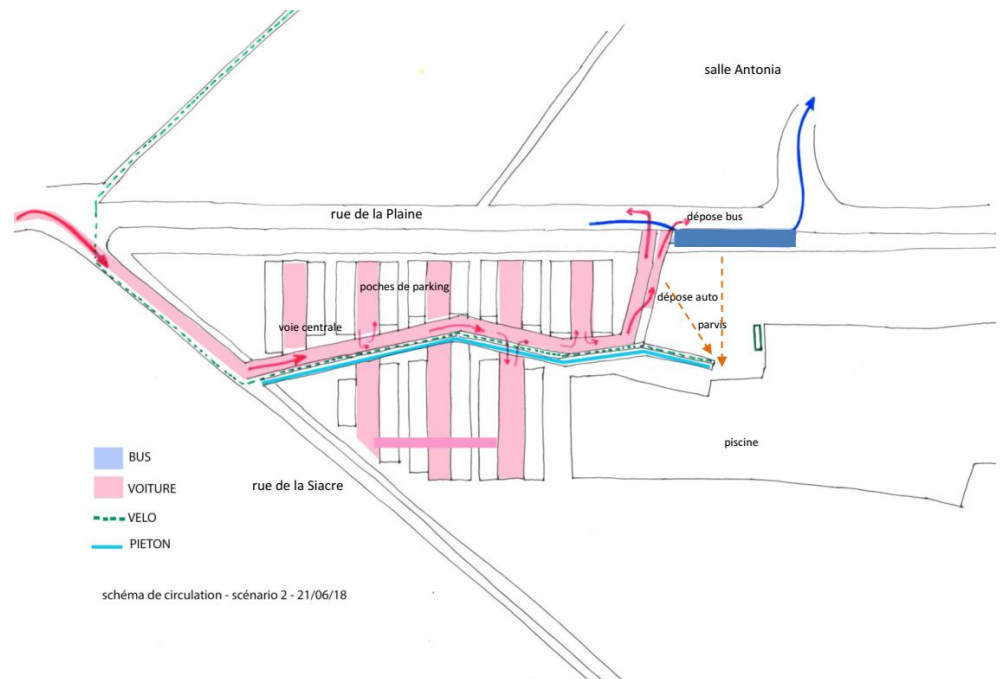 salle Antonia
rue de la Plaine
dépose bus
poches de parking
dépose auto
voie centrale
parvis
piscine
BUS
VOITURE
VELO
PIETON
rue de la Siacre
schéma de circulation - scénario 2 - 21/06/18